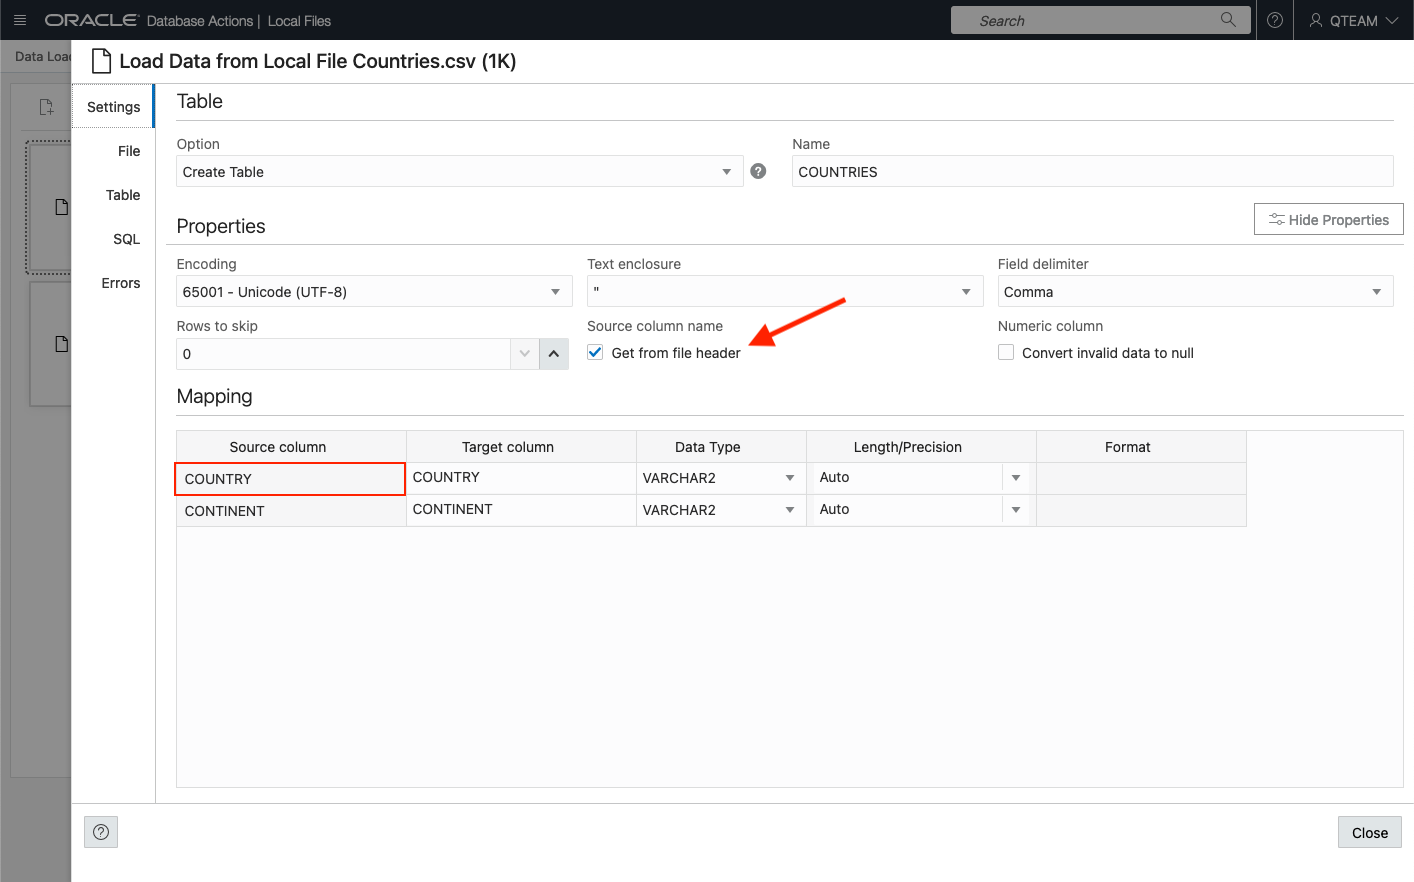 ORACLE Database Actions | Local Files
Search
QTEAM
Data Load
Load Data from Local File Countries.csv (1K)
Settings
File
Table
SQL
Errors
Table
Option
Name
Create Table
COUNTRIES
Properties
Hide Properties
Encoding
Text enclosure
Field delimiter
65001 - Unicode (UTF-8)
"
Comma
Rows to skip
Source column name
Numeric column
0
Get from file header
Convert invalid data to null
Mapping
Source column Target column Data Type Length/Precision Format
COUNTRY COUNTRY VARCHAR2 Auto
CONTINENT CONTINENT VARCHAR2 Auto
Close